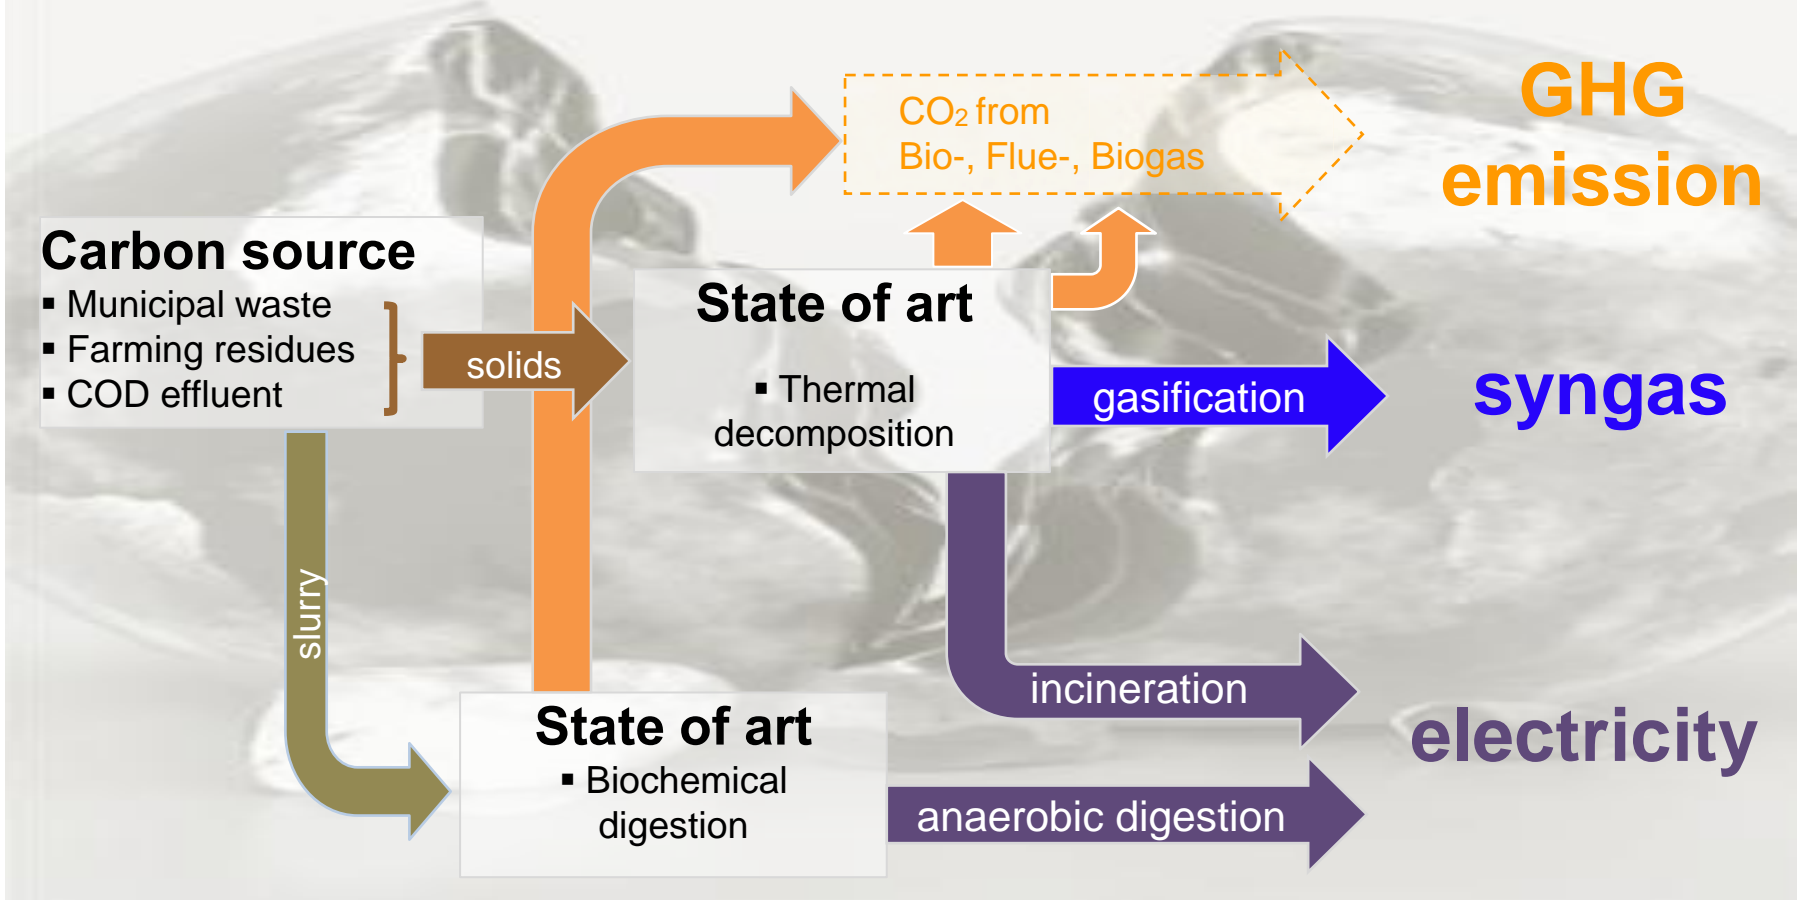 GHG
emission
CO₂ from
Bio-, Flue-, Biogas
Carbon source
▪ Municipal waste
▪ Farming residues
▪ COD effluent
solids
State of art
▪ Thermal
decomposition
gasification
syngas
slurry
incineration
electricity
State of art
▪ Biochemical
digestion
anaerobic digestion